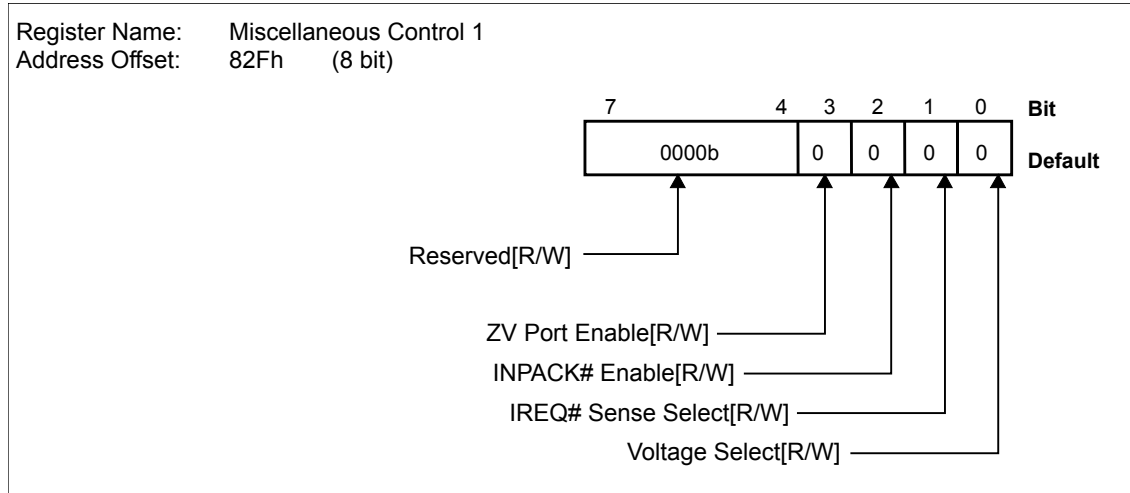 Register Name: Miscellaneous Control 1
Address Offset: 82Fh (8 bit)
7 4 3 2 1 0 Bit
0000b 0 0 0 0 Default
Reserved[R/W]
ZV Port Enable[R/W]
INPACK# Enable[R/W]
IREQ# Sense Select[R/W]
Voltage Select[R/W]